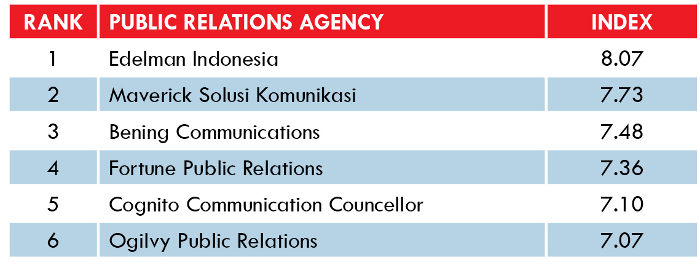 RANK PUBLIC RELATIONS AGENCY INDEX
1 Edelman Indonesia 8.07
2 Maverick Solusi Komunikasi 7.73
3 Bening Communications 7.48
4 Fortune Public Relations 7.36
5 Cognito Communication Councellor 7.10
6 Ogilvy Public Relations 7.07